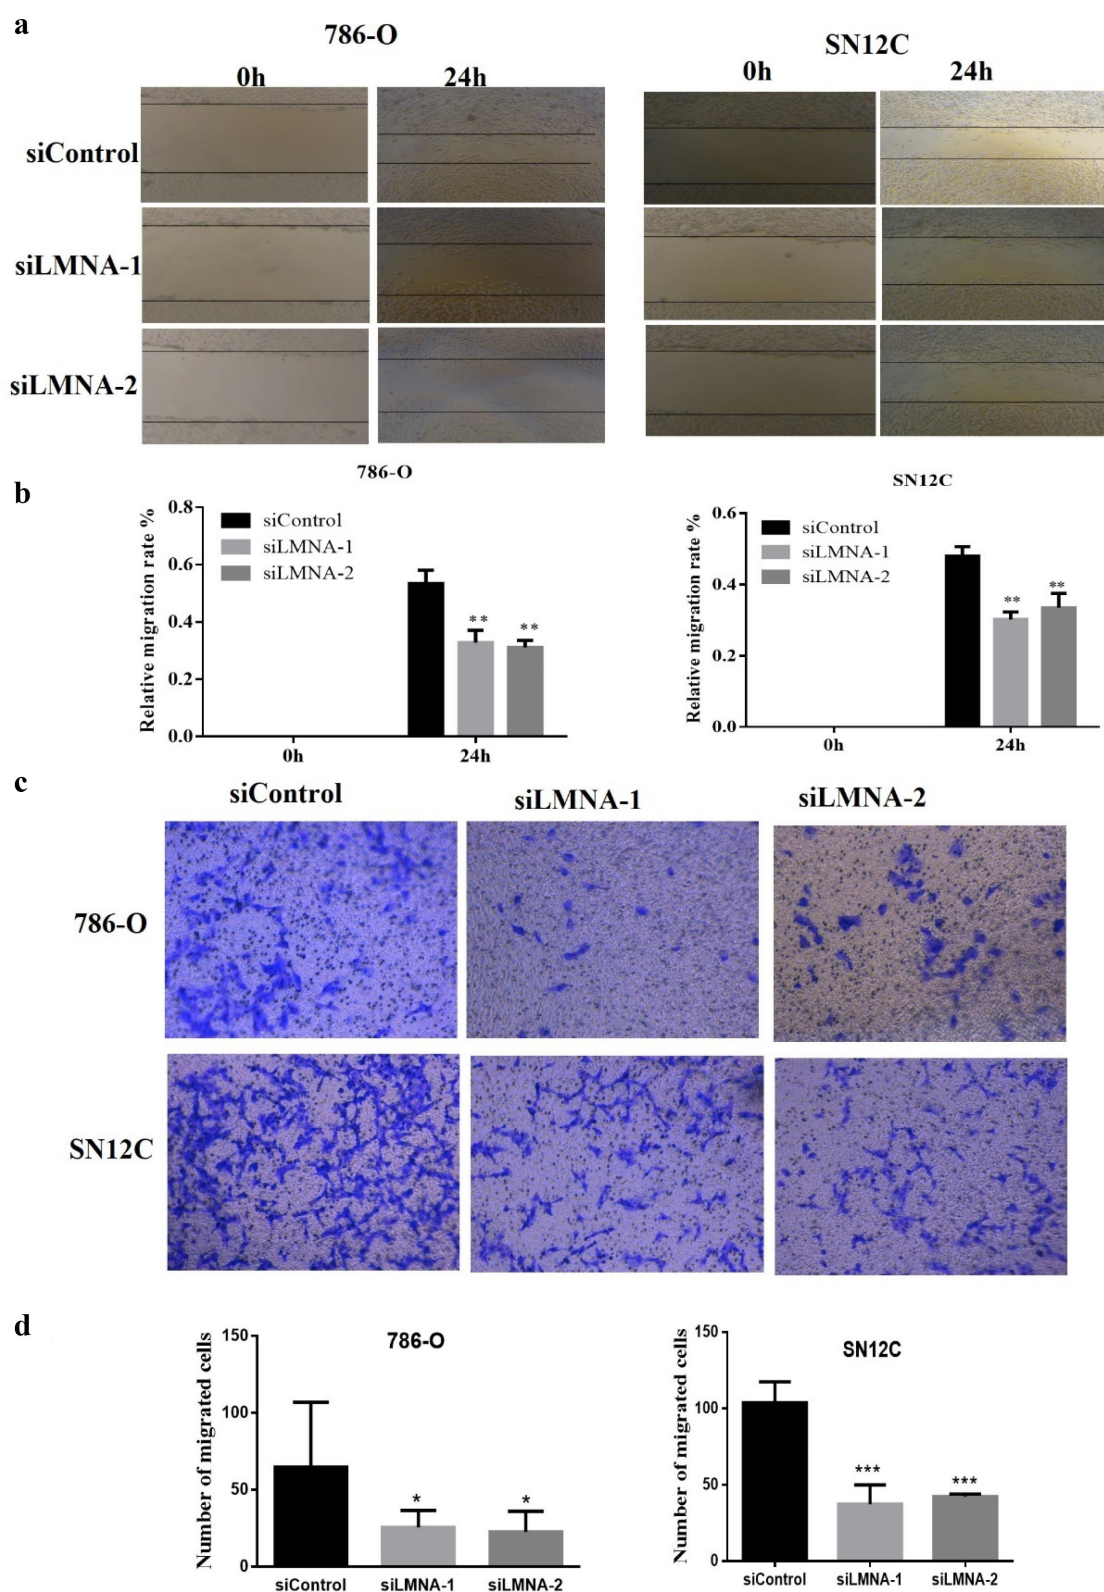 a
786-O
SN12C
0h
24h
0h
24h
siControl
siLMNA-1
siLMNA-2
b
786-O
Relative migration rate %
0.8
0.6
0.4
0.2
0.0
siControl
siLMNA-1
siLMNA-2
** **
0h
24h
SN12C
Relative migration rate %
0.6
0.4
0.2
0.0
siControl
siLMNA-1
siLMNA-2
** **
0h
24h
c
siControl
siLMNA-1
siLMNA-2
786-O
SN12C
d
786-O
Number of migrated cells
150
100
50
0
* *
siControl
siLMNA-1
siLMNA-2
SN12C
Number of migrated cells
150
100
50
0
*** ***
siControl
siLMNA-1
siLMNA-2